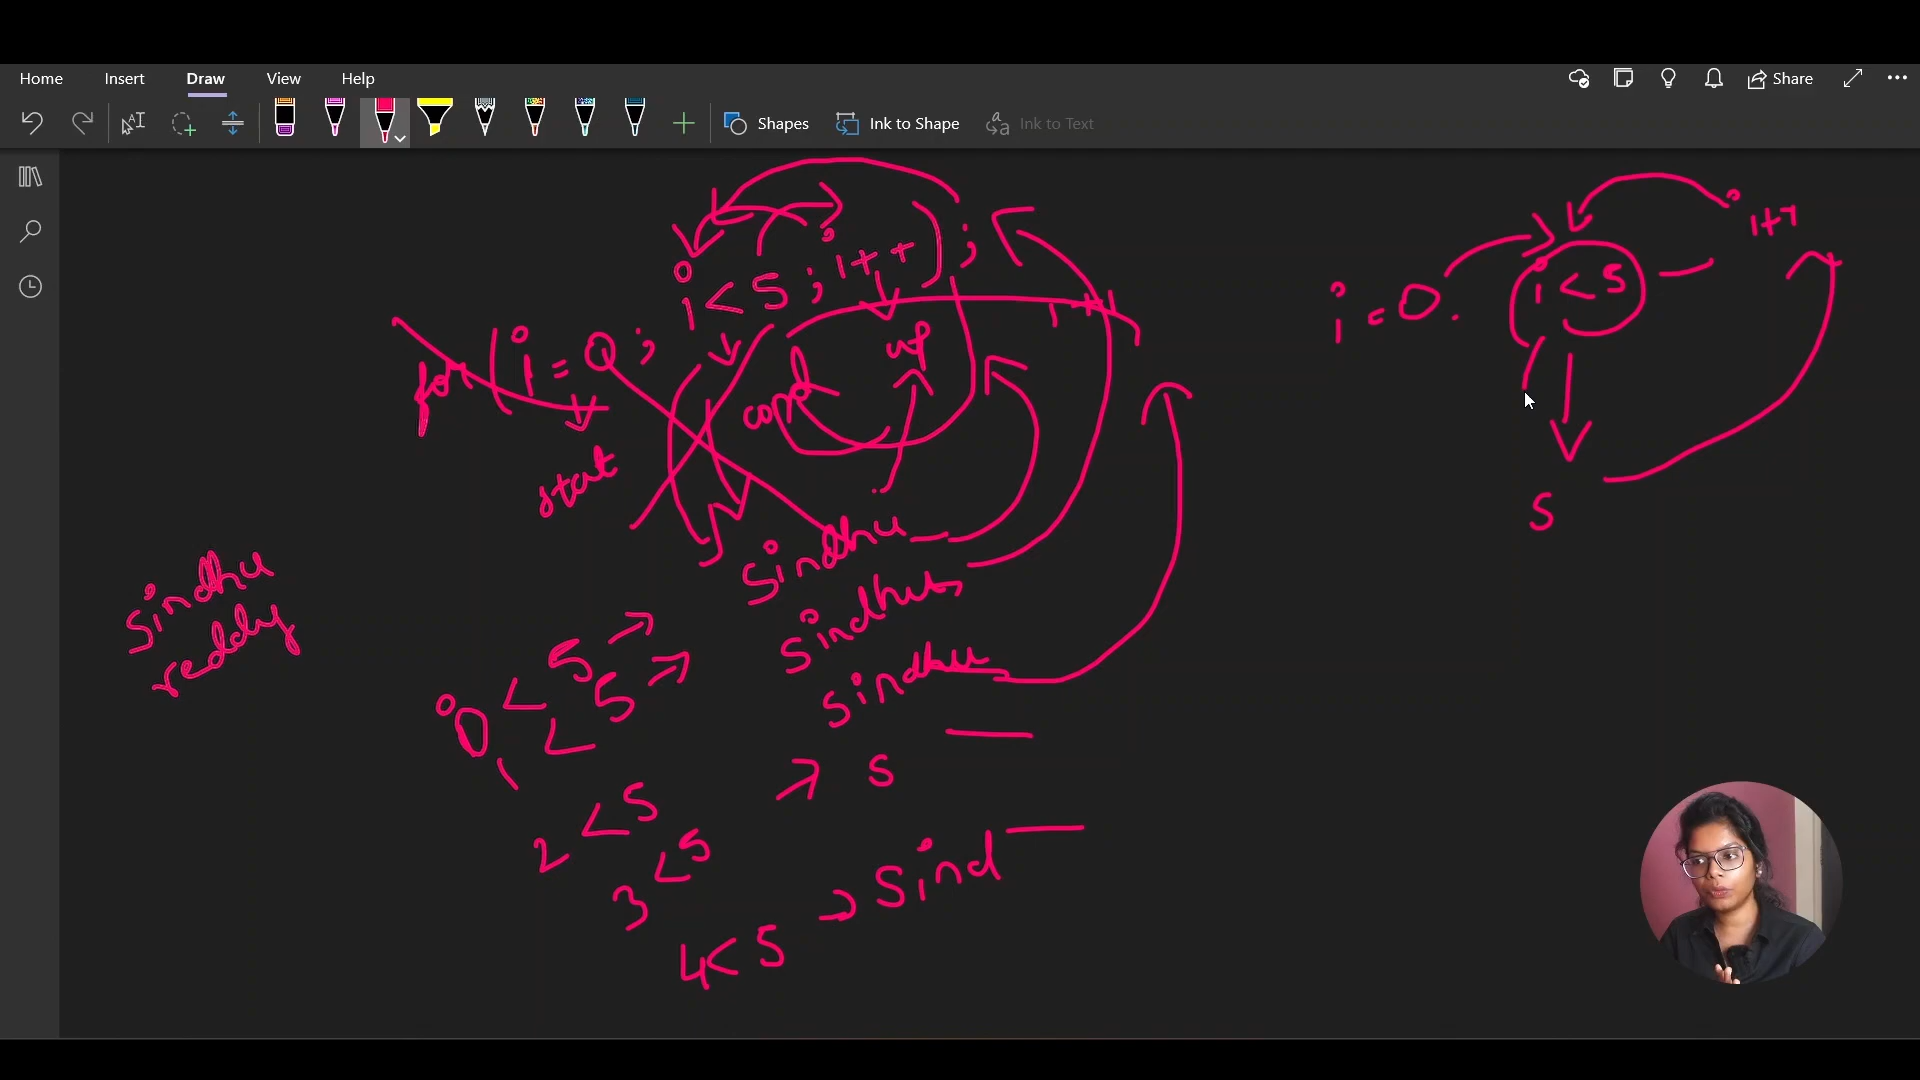 Home Insert Draw View Help
Share
Shapes Ink to Shape Ink to Text
for (i = 0; i < 5; i++);
start cond up
i = 0. i < 5 i++
S
Sindhu
reddy
Sindhu
Sindhu
Sindhu
0 < 5
1 < 5
2 < 5
S
3 < 5
4 < 5 → Sind